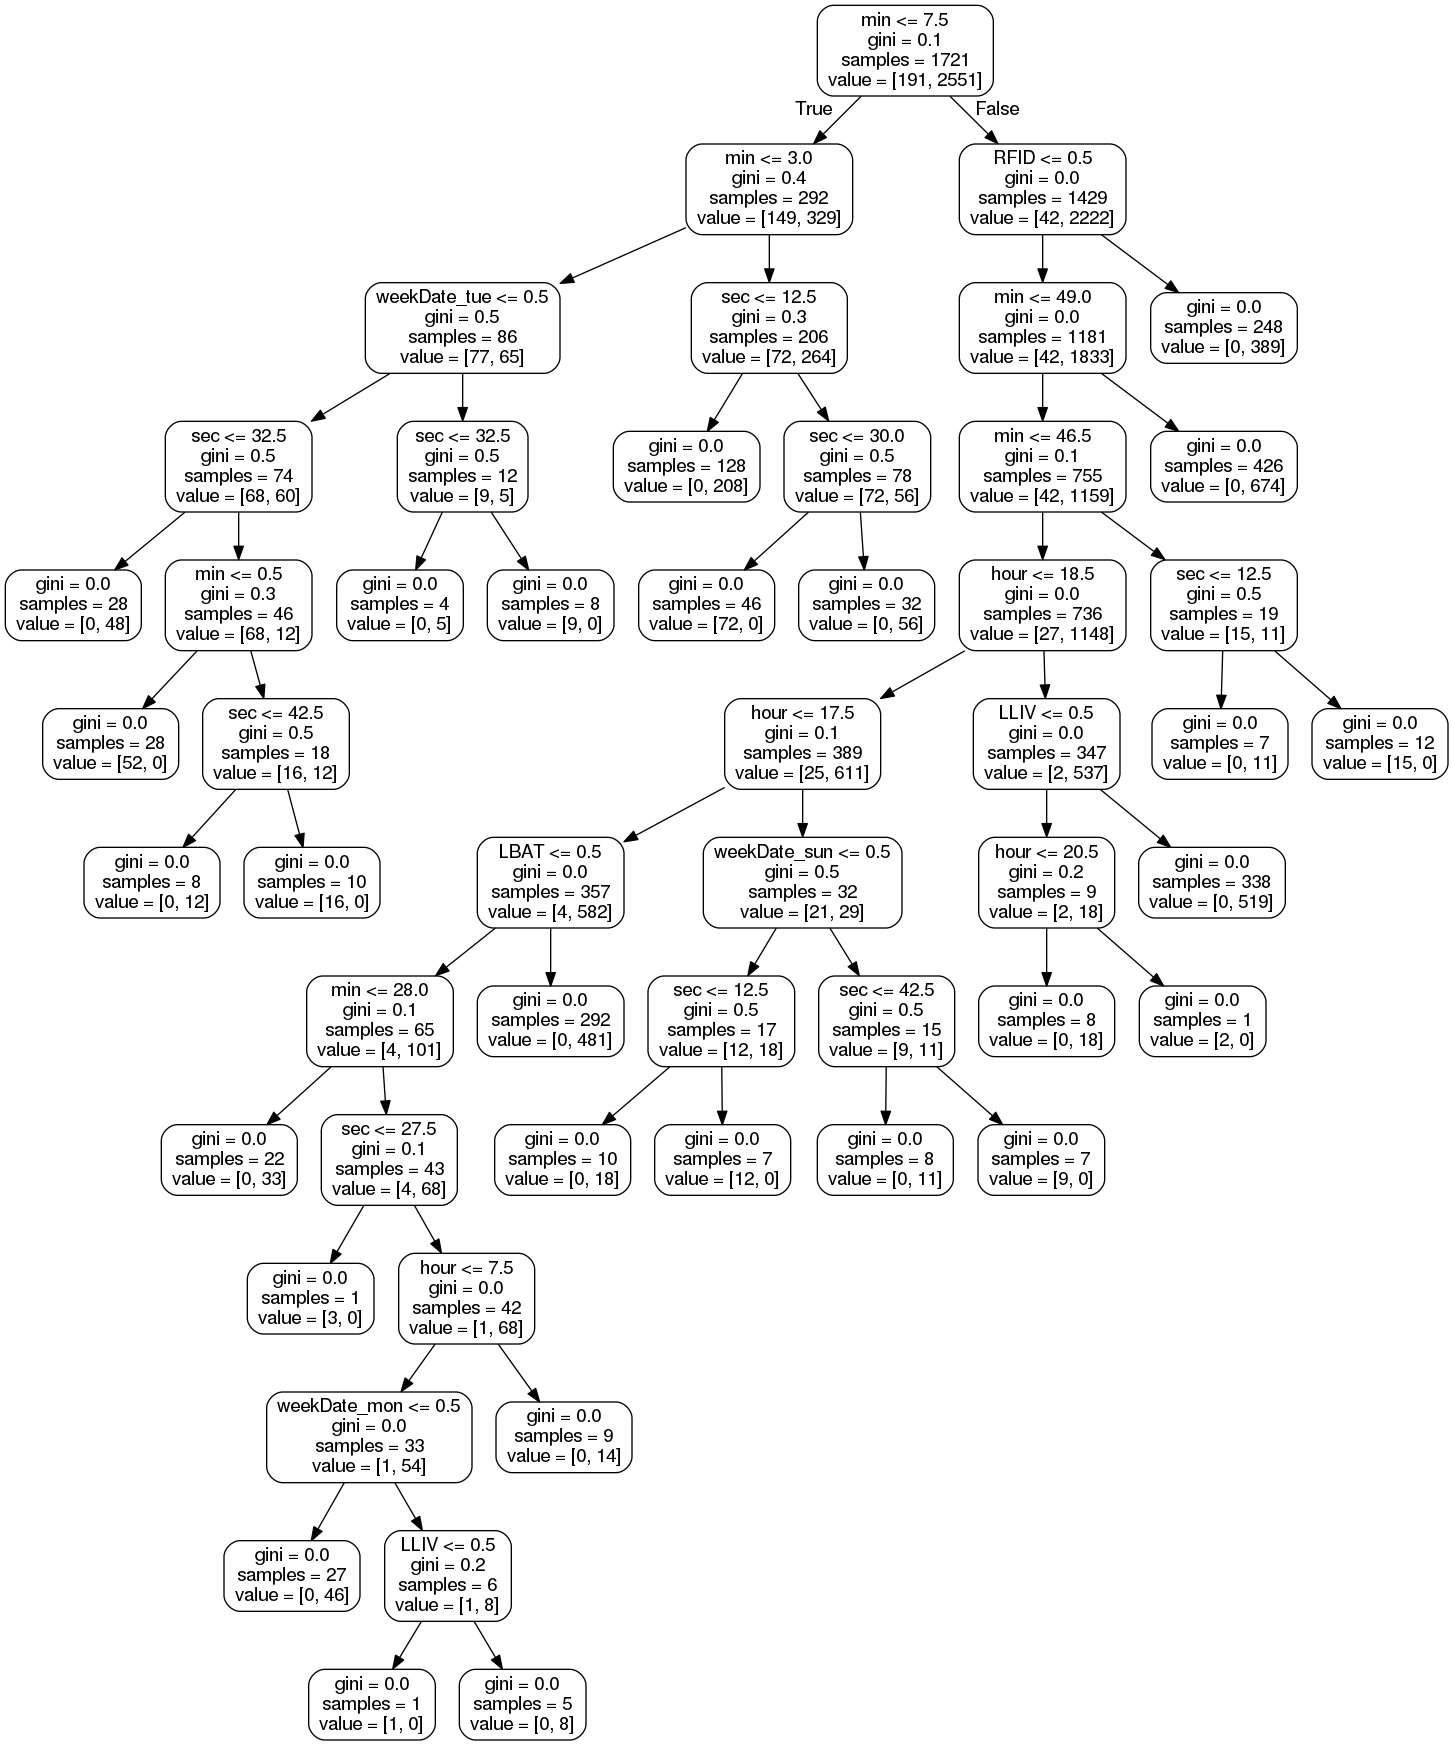 min <= 7.5
gini = 0.1
samples = 1721
value = [191, 2551]
True
False
min <= 3.0
gini = 0.4
samples = 292
value = [149, 329]
RFID <= 0.5
gini = 0.0
samples = 1429
value = [42, 2222]
weekDate_tue <= 0.5
gini = 0.5
samples = 86
value = [77, 65]
sec <= 12.5
gini = 0.3
samples = 206
value = [72, 264]
min <= 49.0
gini = 0.0
samples = 1181
value = [42, 1833]
gini = 0.0
samples = 248
value = [0, 389]
sec <= 32.5
gini = 0.5
samples = 74
value = [68, 60]
sec <= 32.5
gini = 0.5
samples = 12
value = [9, 5]
gini = 0.0
samples = 128
value = [0, 208]
sec <= 30.0
gini = 0.5
samples = 78
value = [72, 56]
min <= 46.5
gini = 0.1
samples = 755
value = [42, 1159]
gini = 0.0
samples = 426
value = [0, 674]
gini = 0.0
samples = 28
value = [0, 48]
min <= 0.5
gini = 0.3
samples = 46
value = [68, 12]
gini = 0.0
samples = 4
value = [0, 5]
gini = 0.0
samples = 8
value = [9, 0]
gini = 0.0
samples = 46
value = [72, 0]
gini = 0.0
samples = 32
value = [0, 56]
hour <= 18.5
gini = 0.0
samples = 736
value = [27, 1148]
sec <= 12.5
gini = 0.5
samples = 19
value = [15, 11]
gini = 0.0
samples = 28
value = [52, 0]
sec <= 42.5
gini = 0.5
samples = 18
value = [16, 12]
hour <= 17.5
gini = 0.1
samples = 389
value = [25, 611]
LLIV <= 0.5
gini = 0.0
samples = 347
value = [2, 537]
gini = 0.0
samples = 7
value = [0, 11]
gini = 0.0
samples = 12
value = [15, 0]
gini = 0.0
samples = 8
value = [0, 12]
gini = 0.0
samples = 10
value = [16, 0]
LBAT <= 0.5
gini = 0.0
samples = 357
value = [4, 582]
weekDate_sun <= 0.5
gini = 0.5
samples = 32
value = [21, 29]
hour <= 20.5
gini = 0.2
samples = 9
value = [2, 18]
gini = 0.0
samples = 338
value = [0, 519]
min <= 28.0
gini = 0.1
samples = 65
value = [4, 101]
gini = 0.0
samples = 292
value = [0, 481]
sec <= 12.5
gini = 0.5
samples = 17
value = [12, 18]
sec <= 42.5
gini = 0.5
samples = 15
value = [9, 11]
gini = 0.0
samples = 8
value = [0, 18]
gini = 0.0
samples = 1
value = [2, 0]
gini = 0.0
samples = 22
value = [0, 33]
sec <= 27.5
gini = 0.1
samples = 43
value = [4, 68]
gini = 0.0
samples = 10
value = [0, 18]
gini = 0.0
samples = 7
value = [12, 0]
gini = 0.0
samples = 8
value = [0, 11]
gini = 0.0
samples = 7
value = [9, 0]
gini = 0.0
samples = 1
value = [3, 0]
hour <= 7.5
gini = 0.0
samples = 42
value = [1, 68]
weekDate_mon <= 0.5
gini = 0.0
samples = 33
value = [1, 54]
gini = 0.0
samples = 9
value = [0, 14]
gini = 0.0
samples = 27
value = [0, 46]
LLIV <= 0.5
gini = 0.2
samples = 6
value = [1, 8]
gini = 0.0
samples = 1
value = [1, 0]
gini = 0.0
samples = 5
value = [0, 8]